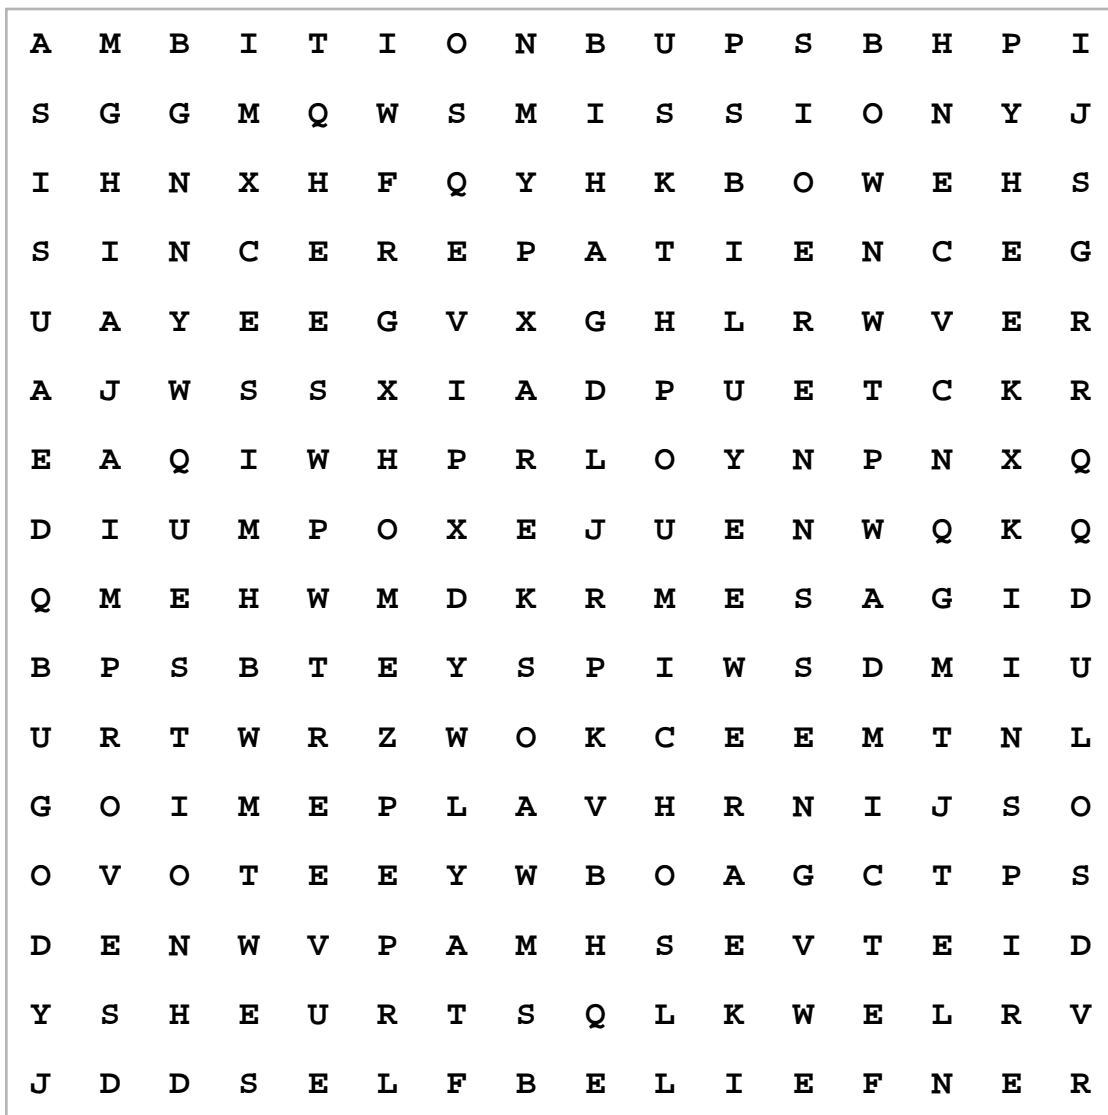 A M B I T I O N B U P S B H P I
S G G M Q W S M I S S I O N Y J
I H N X H F Q Y H K B O W E H S
S I N C E R E P A T I E N C E G
U A Y E E G V X G H L R W V E R
A J W S S X I A D P U E T C K R
E A Q I W H P R L O Y N P N X Q
D I U M P O X E J U E N W Q K Q
Q M E H W M D K R M E S A G I D
B P S B T E Y S P I W S D M I U
U R T W R Z W O K C E E M T N L
G O I M E P L A V H R N I J S O
O V O T E E Y W B O A G C T P S
D E N W V P A M H S E V T E I D
Y S H E U R T S Q L K W E L R V
J D D S E L F B E L I E F N E R